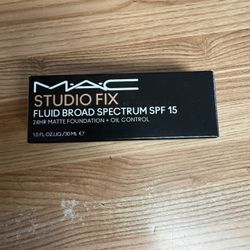 M·A·C
STUDIO FIX
FLUID BROAD SPECTRUM SPF 15
24HR MATTE FOUNDATION + OIL CONTROL
1.0 FL.OZ.LIQ./30 ML ℮